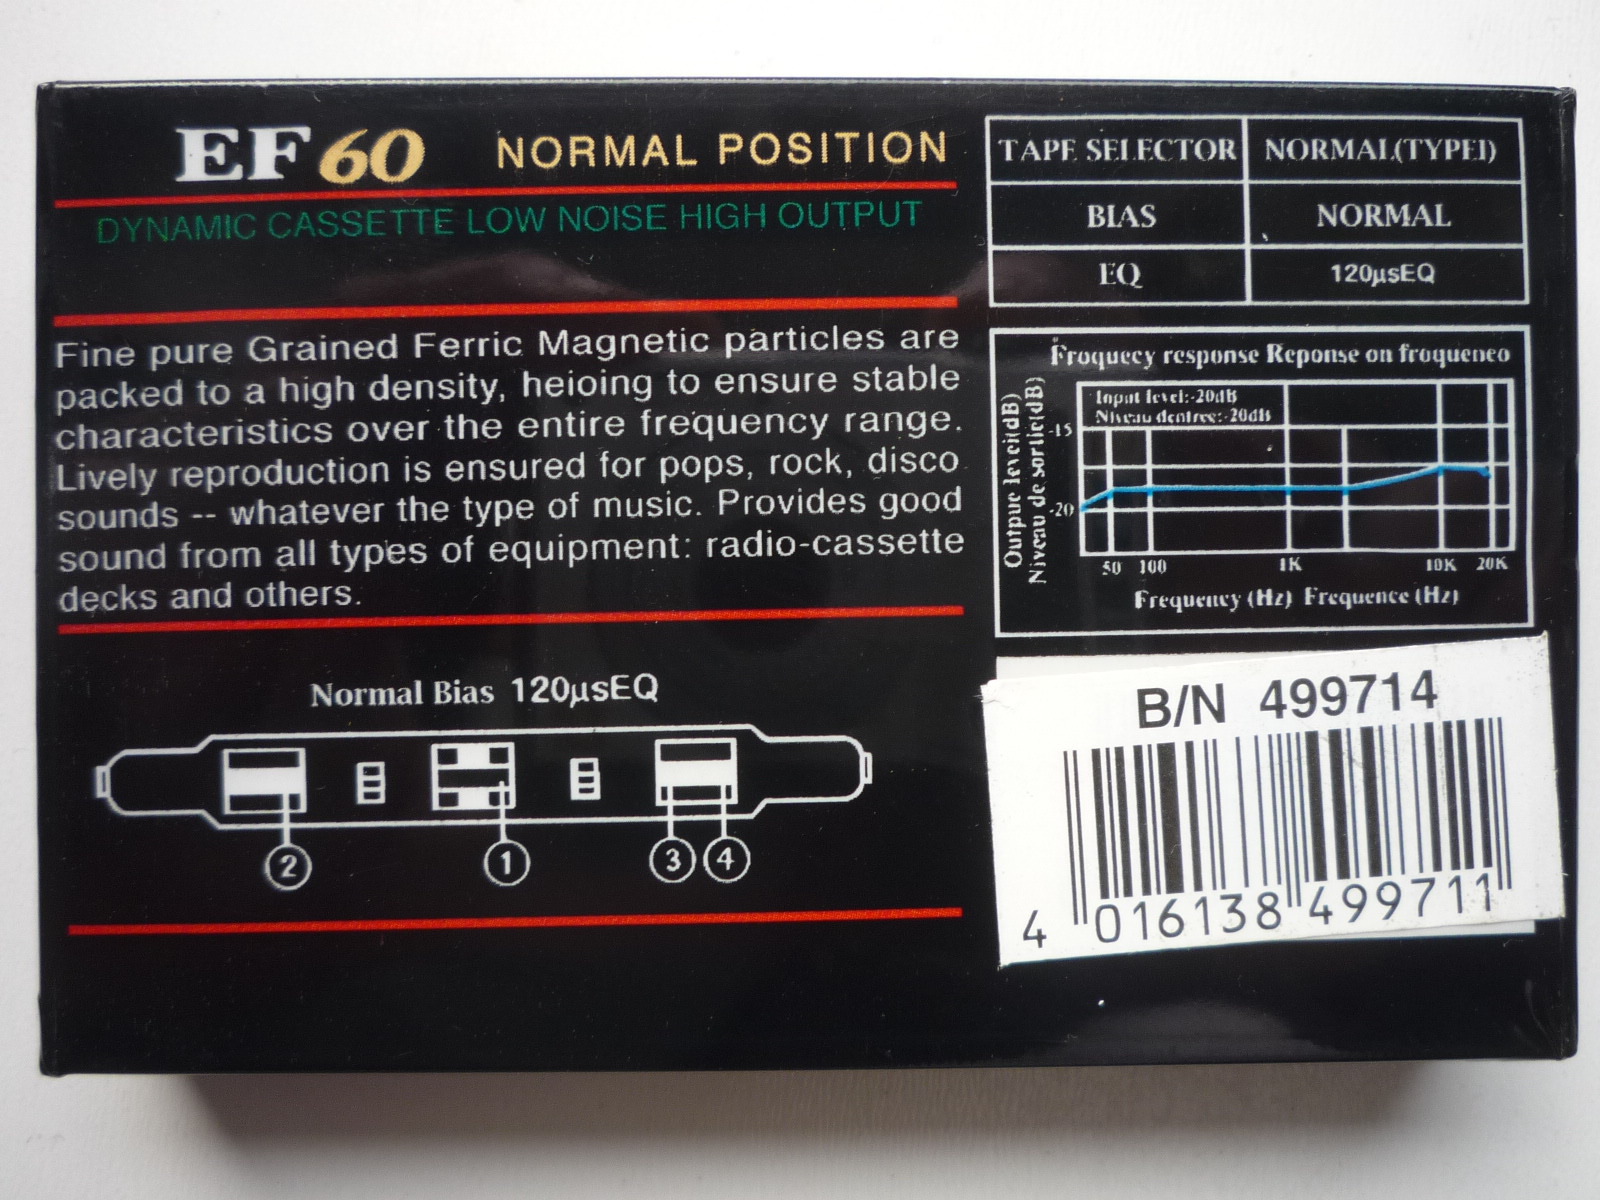 EF 60 NORMAL POSITION
DYNAMIC CASSETTE LOW NOISE HIGH OUTPUT
Fine pure Grained Ferric Magnetic particles are
packed to a high density, heioing to ensure stable
characteristics over the entire frequency range.
Lively reproduction is ensured for pops, rock, disco
sounds -- whatever the type of music. Provides good
sound from all types of equipment: radio-cassette
decks and others.
Normal Bias 120µsEQ
2 1 3 4
TAPE SELECTOR NORMAL(TYPEI)
BIAS NORMAL
EQ 120µsEQ
Froquecy response Reponse on froqueneo
Output leveit(dB)
Niveau de sortie(dB)
Input level:-20dB
Niveau dentree:-20dB
-15
-20
50 100 1K 10K 20K
Frequency (Hz) Frequence (Hz)
B/N 499714
4 016138 499711